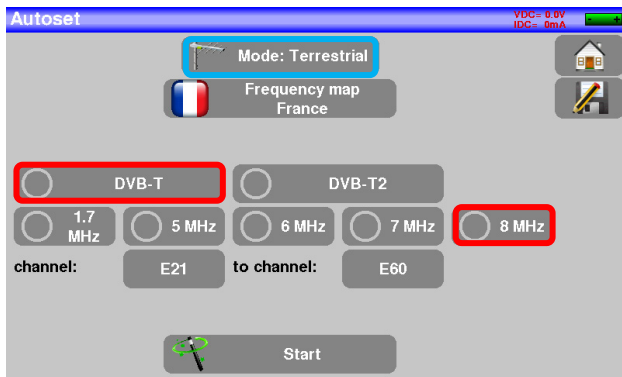 Autoset
VDC= 0.0V
IDC= 0mA
- +
Mode: Terrestrial
Frequency map
France
DVB-T
DVB-T2
1.7
MHz
5 MHz
6 MHz
7 MHz
8 MHz
channel:
E21
to channel:
E60
Start